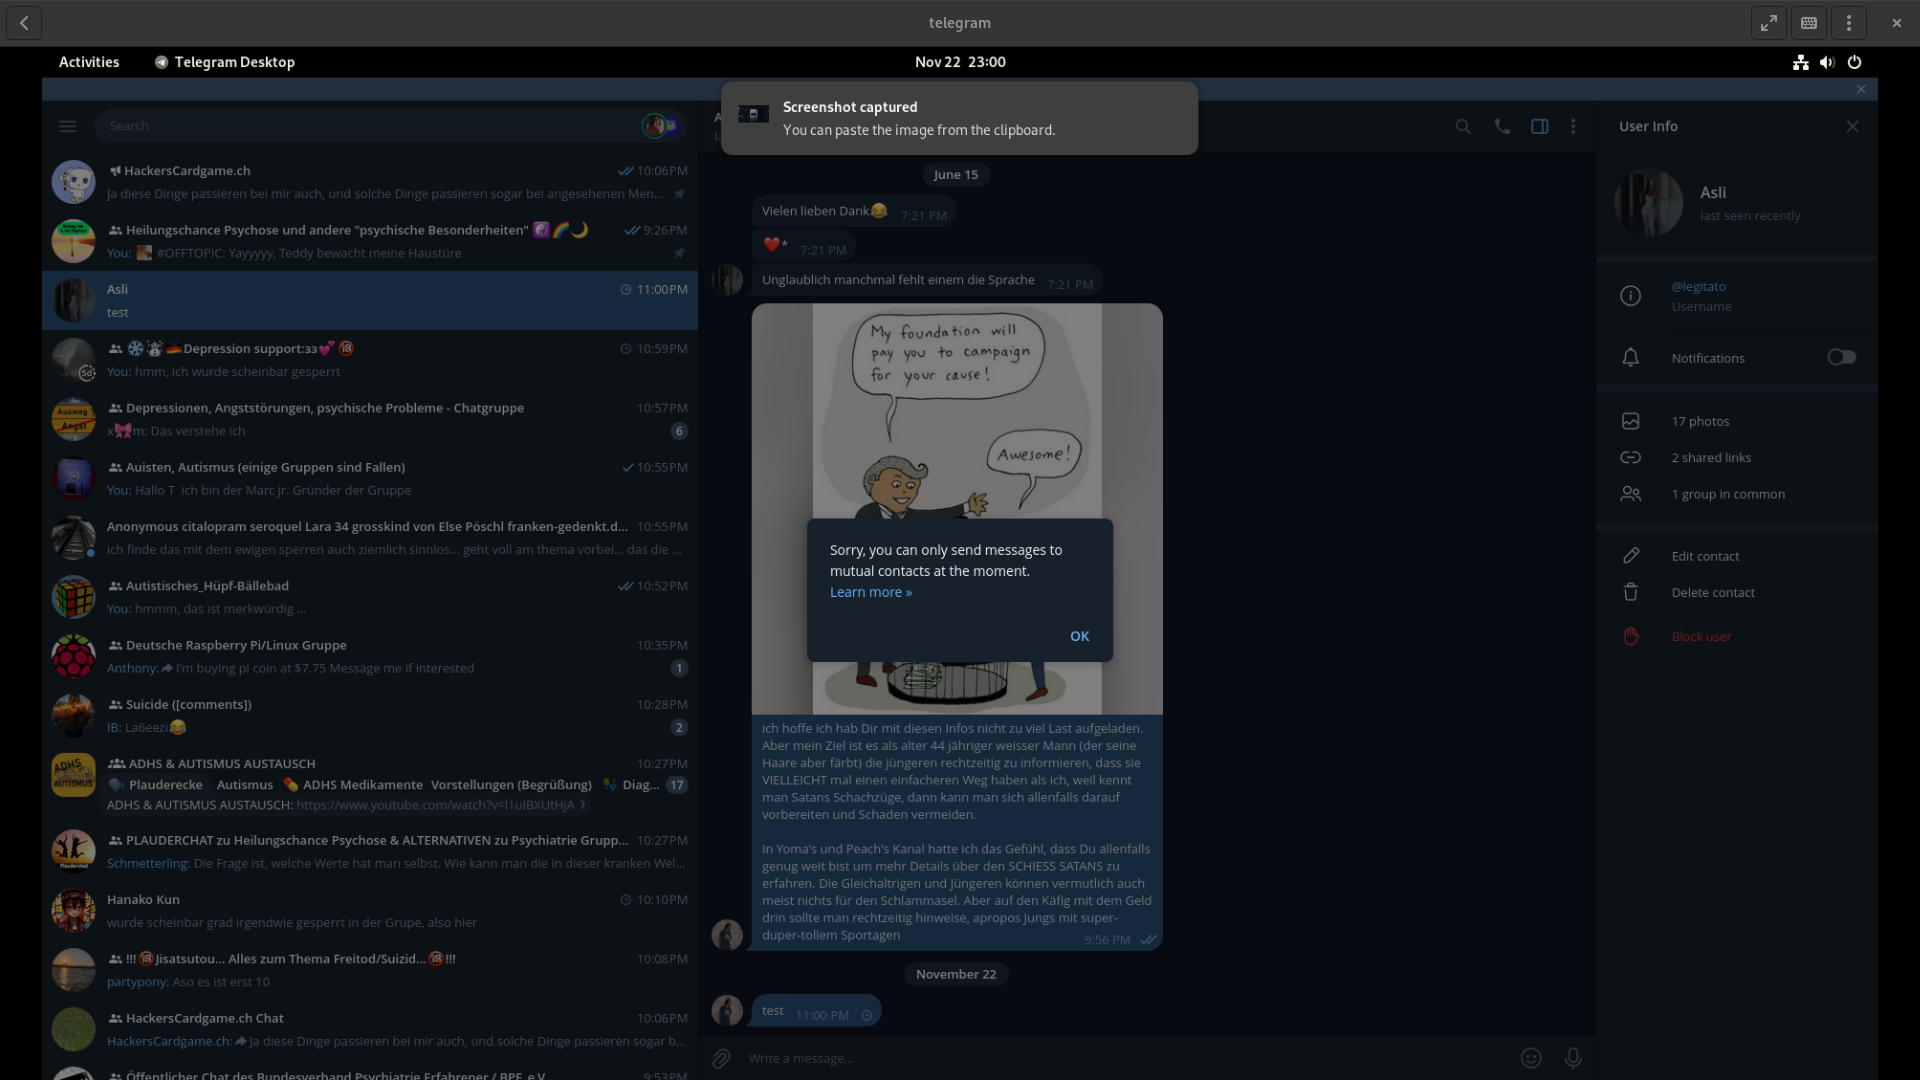 telegram
Activities
Telegram Desktop
Nov 22 23:00
Screenshot captured
You can paste the image from the clipboard.
Search
HackersCardgame.ch
10:06PM
Ja diese Dinge passieren bei mir auch, und solche Dinge passieren sogar bei angesehenen Men...
Heilungschance Psychose und andere "psychische Besonderheiten" ☯️🌈🌙
9:26PM
You: #OFFTOPIC: Yayyyyy, Teddy bewacht meine Haustüre
Asli
11:00PM
test
❄️☃️🇩🇪Depression support:33💕🔞
10:59PM
5d
You: hmm, ich wurde scheinbar gesperrt
Ausweg
Angst
Depressionen, Angststörungen, psychische Probleme - Chatgruppe
10:57PM
x🎀m: Das verstehe ich
6
Auisten, Autismus (einige Gruppen sind Fallen)
10:55PM
You: Hallo T ich bin der Marc jr. Gründer der Gruppe
Anonymous citalopram seroquel Lara 34 grosskind von Else Pöschl franken-gedenkt.d...
10:55PM
ich finde das mit dem ewigen sperren auch ziemlich sinnlos... geht voll am thema vorbei... das die ...
Autistisches_Hüpf-Bällebad
10:52PM
You: hmmm, das ist merkwürdig ...
Deutsche Raspberry Pi/Linux Gruppe
10:35PM
Anthony: I'm buying pi coin at $7.75 Message me if interested
1
Suicide ([comments])
10:28PM
IB: La6eezi😂
2
ADHS & AUTISMUS
ADHS & AUTISMUS AUSTAUSCH
10:27PM
Plauderecke Autismus 💊 ADHS Medikamente Vorstellungen (Begrüßung) Diag...
17
ADHS & AUTISMUS AUSTAUSCH: https://www.youtube.com/watch?v=l1uIBXUtHjA
Plauderchat
PLAUDERCHAT zu Heilungschance Psychose & ALTERNATIVEN zu Psychiatrie Grupp...
10:27PM
Schmetterling: Die Frage ist, welche Werte hat man selbst. Wie kann man die in dieser kranken Wel...
Hanako Kun
10:10PM
wurde scheinbar grad irgendwie gesperrt in der Grupe, also hier
!!!🔞Jisatsutou... Alles zum Thema Freitod/Suizid...🔞!!!
10:08PM
partypony: Aso es ist erst 10
HackersCardgame.ch Chat
10:06PM
HackersCardgame.ch: Ja diese Dinge passieren bei mir auch, und solche Dinge passieren sogar b...
Öffentlicher Chat des Bundesverband Psychiatrie Erfahrener / BPE e.V.
9:53PM
June 15
Vielen lieben Dank😂 7:21 PM
❤️* 7:21 PM
Unglaublich manchmal fehlt einem die Sprache 7:21 PM
My foundation will
pay you to campaign
for your cause!
Awesome!
Sorry, you can only send messages to
mutual contacts at the moment.
Learn more »
OK
ich hoffe ich hab Dir mit diesen Infos nicht zu viel Last aufgeladen.
Aber mein Ziel ist es als alter 44 jähriger weisser Mann (der seine
Haare aber färbt) die jüngeren rechtzeitig zu informieren, dass sie
VIELLEICHT mal einen einfacheren Weg haben als ich, weil kennt
man Satans Schachzüge, dann kann man sich allenfalls darauf
vorbereiten und Schaden vermeiden.
In Yoma's und Peach's Kanal hatte ich das Gefühl, dass Du allenfalls
genug weit bist um mehr Details über den SCHIESS SATANS zu
erfahren. Die Gleichaltrigen und Jüngeren können vermutlich auch
meist nichts für den Schlammasel. Aber auf den Käfig mit dem Geld
drin sollte man rechtzeitig hinweise, apropos Jungs mit super-
duper-tollem Sportagen
9:56 PM
November 22
test 11:00 PM
Write a message...
User Info
Asli
last seen recently
@legitato
Username
Notifications
17 photos
2 shared links
1 group in common
Edit contact
Delete contact
Block user